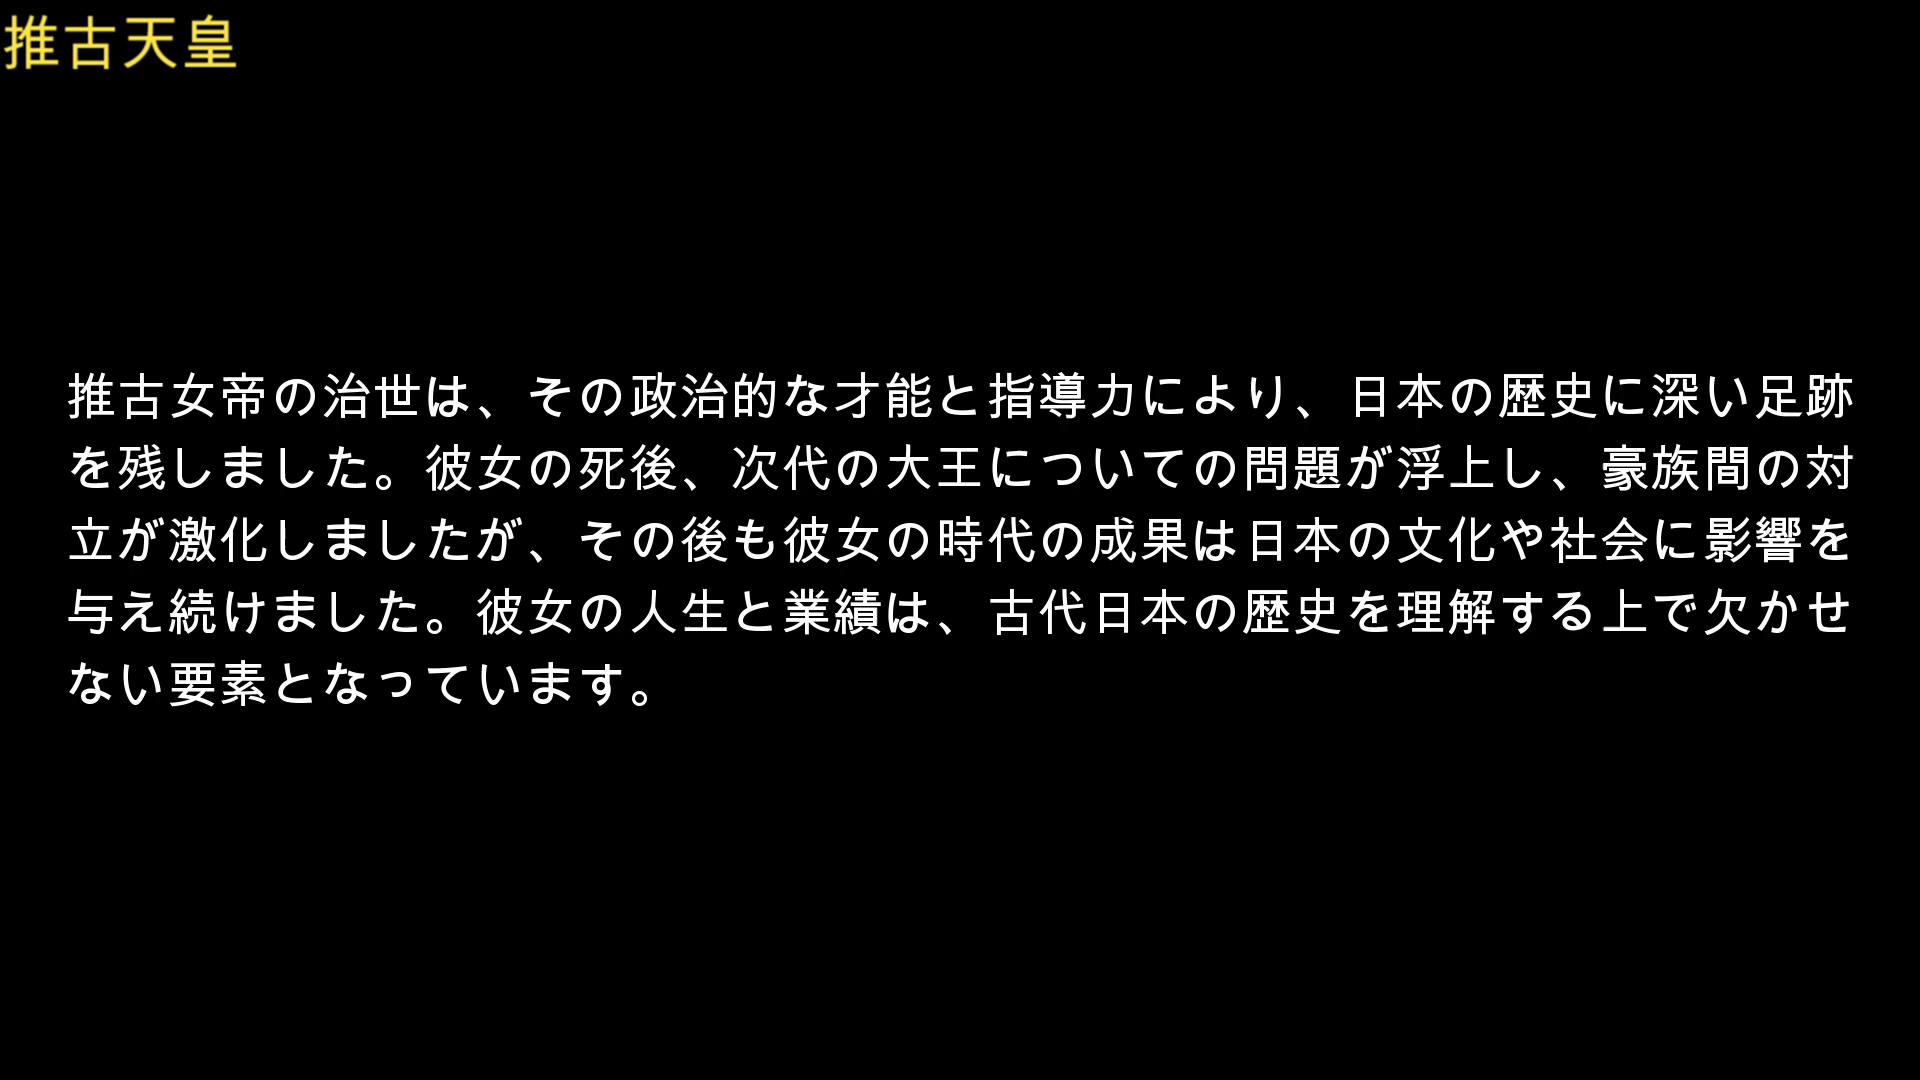 推古天皇
推古女帝の治世は、その政治的な才能と指導力により、日本の歴史に深い足跡
を残しました。彼女の死後、次代の大王についての問題が浮上し、豪族間の対
立が激化しましたが、その後も彼女の時代の成果は日本の文化や社会に影響を
与え続けました。彼女の人生と業績は、古代日本の歴史を理解する上で欠かせ
ない要素となっています。